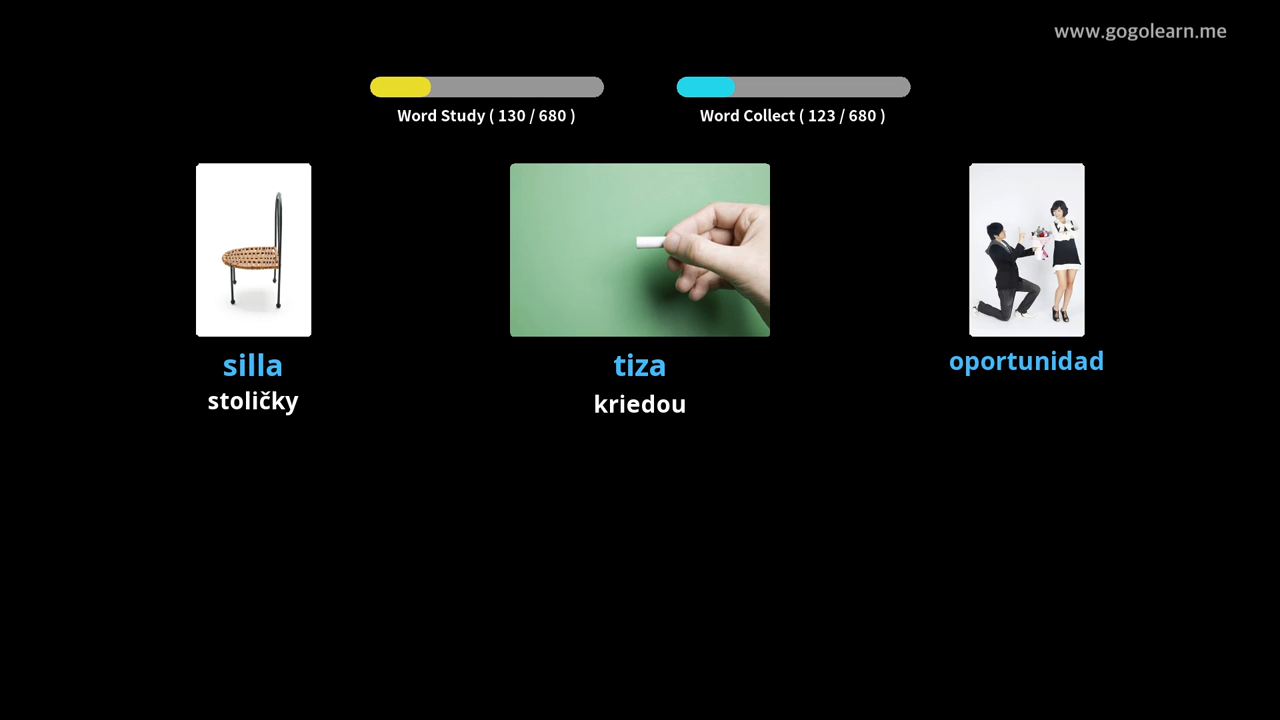 www.gogolearn.me
Word Study ( 130 / 680 )
Word Collect ( 123 / 680 )
silla
stoličky
tiza
kriedou
oportunidad